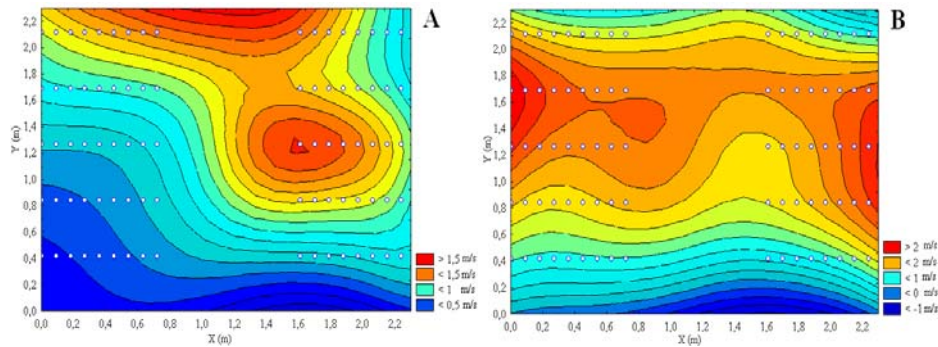 A
2,2
2,0
1,8
1,6
1,4
1,2
1,0
0,8
0,6
0,4
0,2
0,0
Y (m)
0,0 0,2 0,4 0,6 0,8 1,0 1,2 1,4 1,6 1,8 2,0 2,2
X (m)
> 1,5 m/s
< 1,5 m/s
< 1 m/s
< 0,5 m/s
B
2,2
2,0
1,8
1,6
1,4
1,2
1,0
0,8
0,6
0,4
0,2
0,0
Y (m)
0,0 0,2 0,4 0,6 0,8 1,0 1,2 1,4 1,6 1,8 2,0 2,2
X (m)
> 2 m/s
< 2 m/s
< 1 m/s
< 0 m/s
< -1 m/s